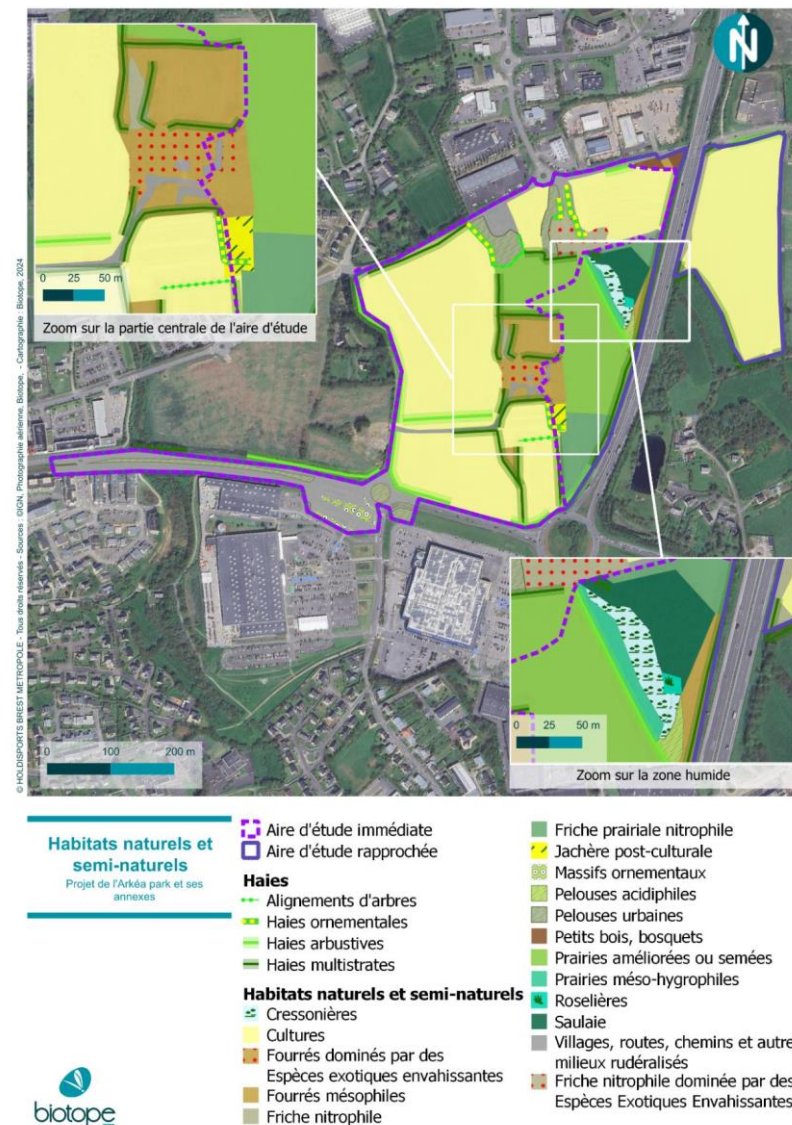 N
0 25 50 m
Zoom sur la partie centrale de l'aire d'étude
© HOLDISPORTS BREST METROPOLE - Tous droits réservés - Sources : ©IGN, Photographie aérienne, Biotope, - Cartographie : Biotope, 2024
0 100 200 m
0 25 50 m
Zoom sur la zone humide
Habitats naturels et
semi-naturels
Projet de l'Arkéa park et ses
annexes
biotope
Aire d'étude immédiate
Aire d'étude rapprochée
Haies
Alignements d'arbres
Haies ornementales
Haies arbustives
Haies multistrates
Habitats naturels et semi-naturels
Cressonières
Cultures
Fourrés dominés par des
Espèces exotiques envahissantes
Fourrés mésophiles
Friche nitrophile
Friche prairiale nitrophile
Jachère post-culturale
Massifs ornementaux
Pelouses acidiphiles
Pelouses urbaines
Petits bois, bosquets
Prairies améliorées ou semées
Prairies méso-hygrophiles
Roselières
Saulaie
Villages, routes, chemins et autre
milieux rudéralisés
Friche nitrophile dominée par des
Espèces Exotiques Envahissantes